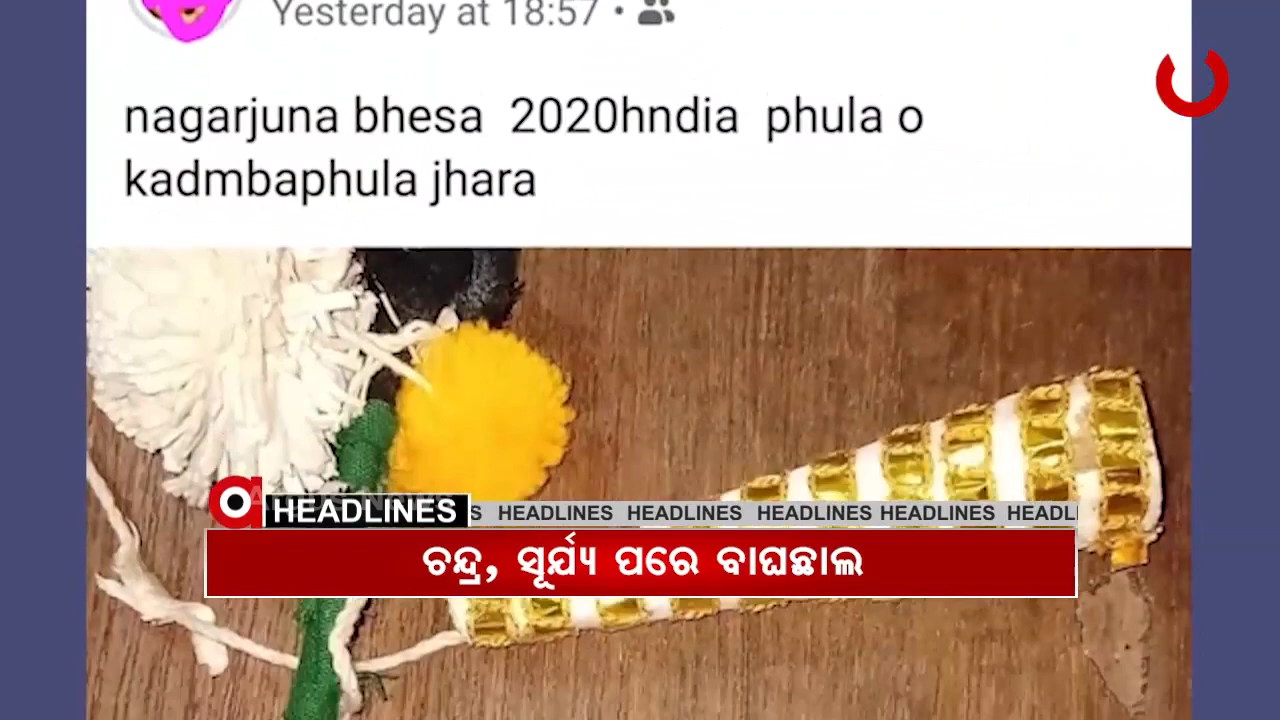 Yesterday at 18:57 •
nagarjuna bhesa 2020hndia phula o
kadmbaphula jhara
HEADLINES
HEADLINES HEADLINES HEADLINES HEADLINES
ଚନ୍ଦ୍ର, ସୂର୍ଯ୍ୟ ପରେ ବାଘଛାଲ